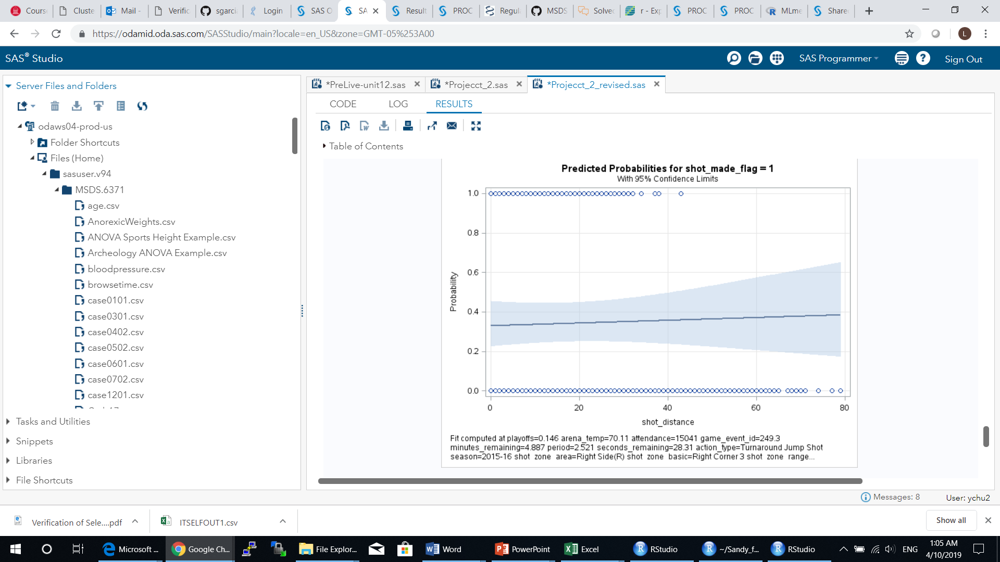 Cours
Cluste
Mail -
Verific
sgarci
Login
SAS O
SA
Result
PROC
Regul
MSDS
Solve
r - Exp
PROC
PROC
MLme
Share
https://odamid.oda.sas.com/SASStudio/main?locale=en_US&zone=GMT-05%253A00
L
SAS® Studio
SAS Programmer
Sign Out
Server Files and Folders
odaws04-prod-us
Folder Shortcuts
Files (Home)
sasuser.v94
MSDS.6371
age.csv
AnorexicWeights.csv
ANOVA Sports Height Example.csv
Archeology ANOVA Example.csv
bloodpressure.csv
browsetime.csv
case0101.csv
case0301.csv
case0402.csv
case0502.csv
case0601.csv
case0702.csv
case1201.csv
Tasks and Utilities
Snippets
Libraries
File Shortcuts
*PreLive-unit12.sas
*Projecct_2.sas
*Projecct_2_revised.sas
CODE
LOG
RESULTS
Table of Contents
Predicted Probabilities for shot_made_flag = 1
With 95% Confidence Limits
1.0
0.8
0.6
0.4
0.2
0.0
Probability
0
20
40
60
80
shot_distance
Fit computed at playoffs=0.146 arena_temp=70.11 attendance=15041 game_event_id=249.3
minutes_remaining=4.887 period=2.521 seconds_remaining=28.31 action_type=Turnaround Jump Shot
season=2015-16 shot_zone_area=Right Side(R) shot_zone_basic=Right Corner 3 shot_zone_range...
Messages: 8
User: ychu2
Verification of Sele....pdf
ITSELFOUT1.csv
Show all
Microsoft ...
Google Ch...
File Explor...
Word
PowerPoint
Excel
RStudio
~/Sandy_f...
RStudio
ENG
1:05 AM
4/10/2019